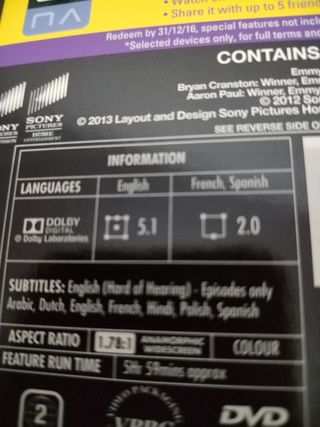 • Share it with up to 5 friend
Redeem by 31/12/16, special features not inclu
*Selected devices only, for full terms and
CONTAINS
Emmy
Bryan Cranston: Winner, Emm
Aaron Paul: Winner, Emmy
© 2012 So
© 2013 Layout and Design Sony Pictures Ho
SEE REVERSE SIDE O
SONY
PICTURES
HOME
ENTERTAINMENT
INFORMATION
LANGUAGES English French, Spanish
DOLBY DIGITAL 5.1 2.0
© Dolby Laboratories
SUBTITLES: English (Hard of Hearing) - Episodes only
Arabic, Dutch, English, French, Hindi, Polish, Spanish
ASPECT RATIO 1.78:1 ANAMORPHIC WIDESCREEN COLOUR
FEATURE RUN TIME 5Hr 59mins approx
2 DVD